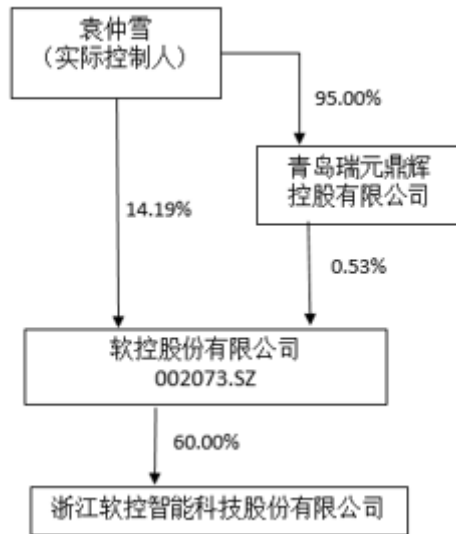 袁仲雪
（实际控制人）
95.00%
青岛瑞元鼎辉
控股有限公司
14.19%
0.53%
软控股份有限公司
002073.SZ
60.00%
浙江软控智能科技股份有限公司